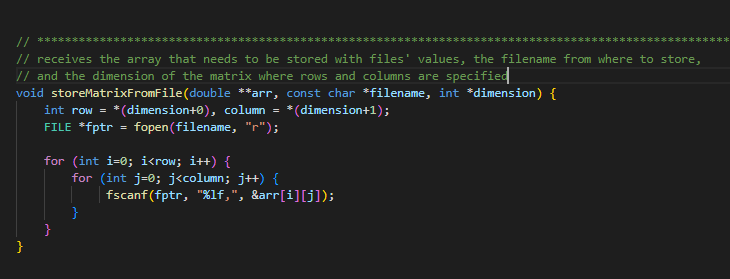 // ****************************************************************************************************
// receives the array that needs to be stored with files' values, the filename from where to store,
// and the dimension of the matrix where rows and columns are specified
void storeMatrixFromFile(double **arr, const char *filename, int *dimension) {
    int row = *(dimension+0), column = *(dimension+1);
    FILE *fptr = fopen(filename, "r");

    for (int i=0; i<row; i++) {
        for (int j=0; j<column; j++) {
            fscanf(fptr, "%lf,", &arr[i][j]);
        }
    }
}